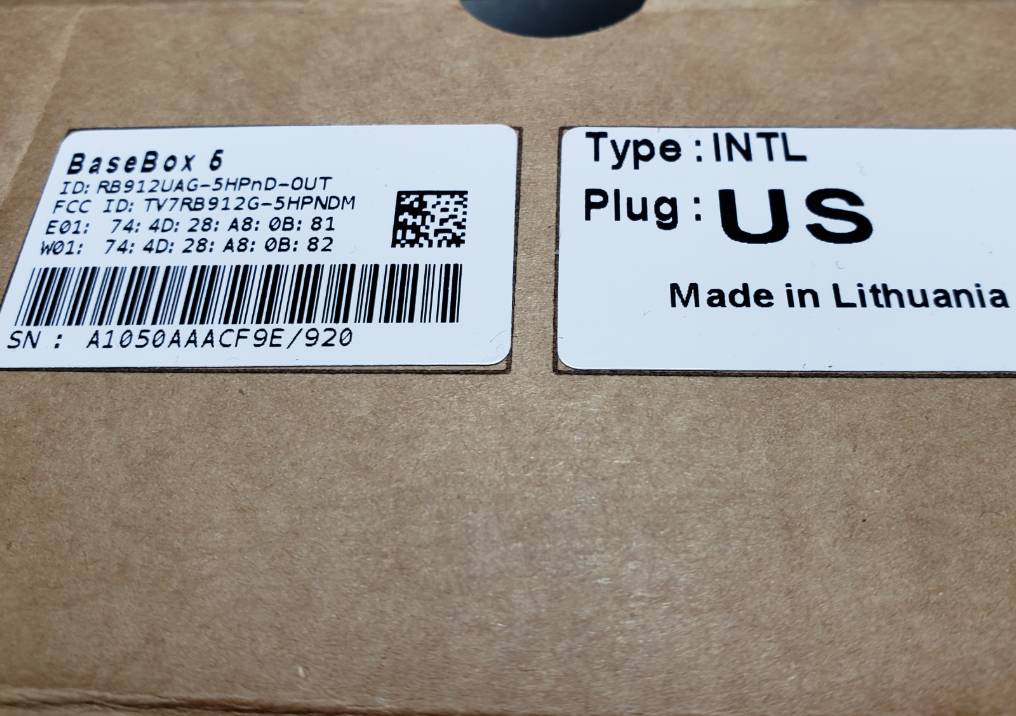 BaseBox 5
ID: RB912UAG-5HPnD-OUT
FCC ID: TV7RB912G-5HPNDM
E01: 74: 4D: 28: A8: 0B: 81
W01: 74: 4D: 28: A8: 0B: 82
SN : A1050AAACF9E/920
Type : INTL
Plug : US
Made in Lithuania